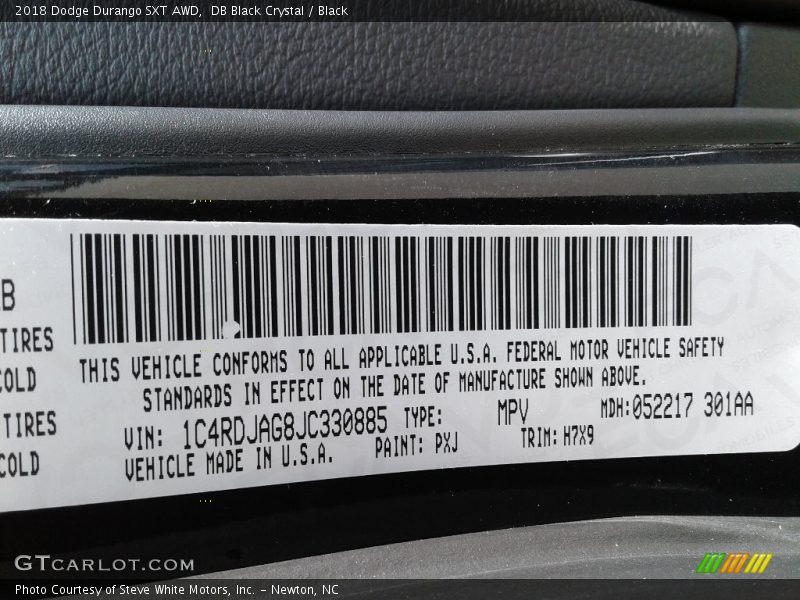 2018 Dodge Durango SXT AWD,  DB Black Crystal / Black
B
TIRES
COLD
TIRES
COLD
THIS VEHICLE CONFORMS TO ALL APPLICABLE U.S.A. FEDERAL MOTOR VEHICLE SAFETY
STANDARDS IN EFFECT ON THE DATE OF MANUFACTURE SHOWN ABOVE.
VIN: 1C4RDJAG8JC330885 TYPE: MPV MDH:052217 301AA
VEHICLE MADE IN U.S.A. PAINT: PXJ TRIM: H7X9
GTCARLOT.COM
Photo Courtesy of Steve White Motors, Inc. – Newton, NC